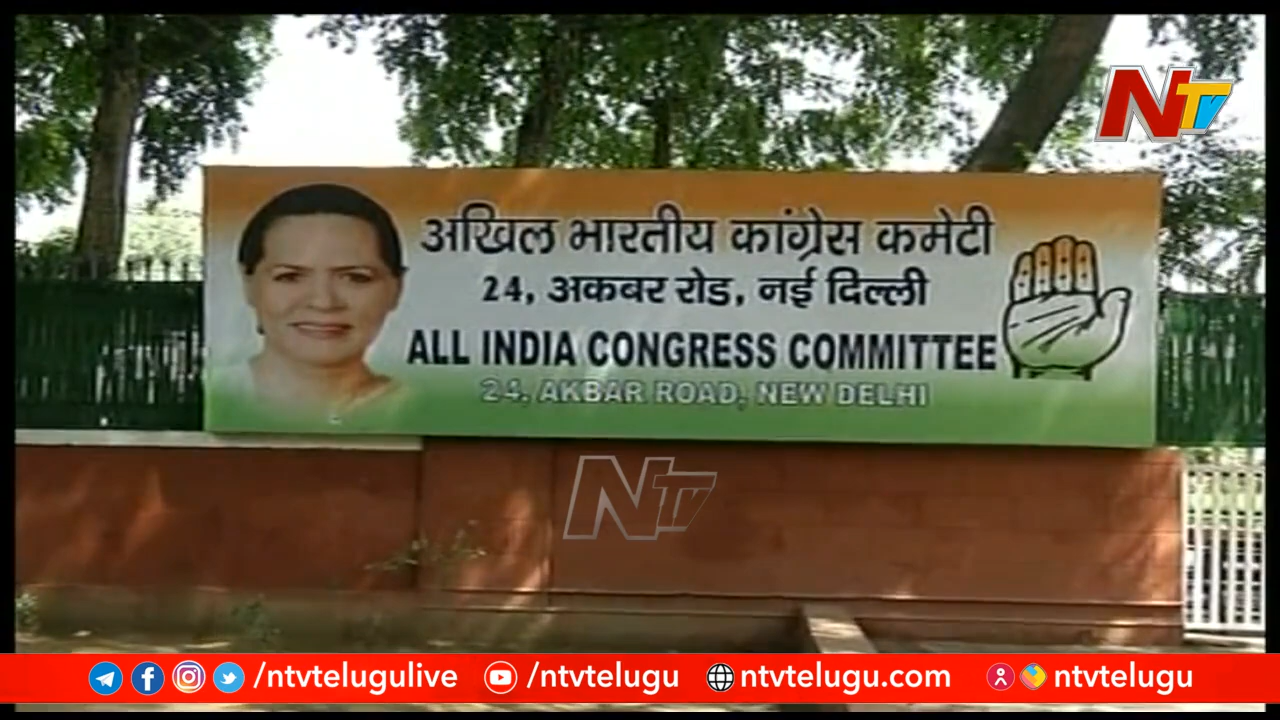 NTV
अखिल भारतीय कांग्रेस कमेटी
24, अकबर रोड, नई दिल्ली
ALL INDIA CONGRESS COMMITTEE
24, AKBAR ROAD, NEW DELHI
NTV
/ntvtelugulive /ntvtelugu ntvtelugu.com ntvtelugu